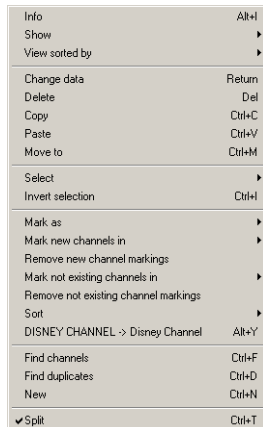 Info Alt+I
Show
View sorted by
Change data Return
Delete Del
Copy Ctrl+C
Paste Ctrl+V
Move to Ctrl+M
Select
Invert selection Ctrl+I
Mark as
Mark new channels in
Remove new channel markings
Mark not existing channels in
Remove not existing channel markings
Sort
DISNEY CHANNEL -> Disney Channel Alt+Y
Find channels Ctrl+F
Find duplicates Ctrl+D
New Ctrl+N
Split Ctrl+T